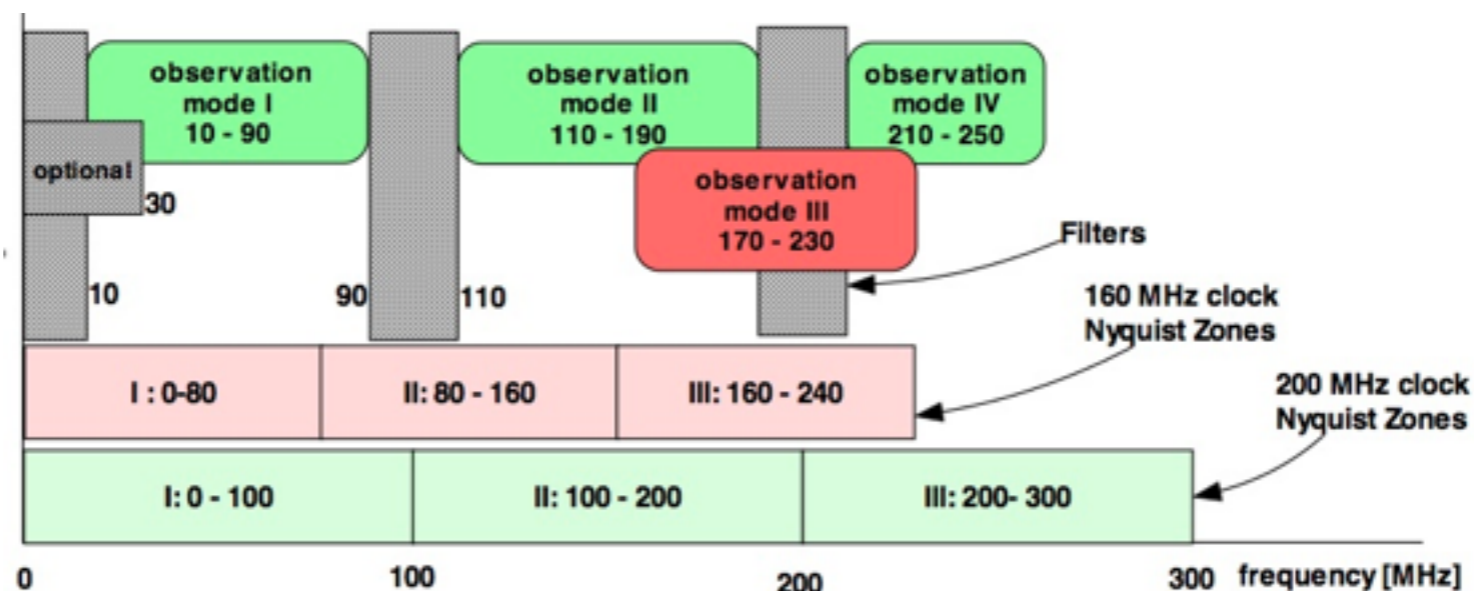 observation
mode I
10 - 90
observation
mode II
110 - 190
observation
mode IV
210 - 250
optional
30
observation
mode III
170 - 230
Filters
10
90
110
160 MHz clock
Nyquist Zones
I : 0-80
II: 80 - 160
III: 160 - 240
200 MHz clock
Nyquist Zones
I: 0 - 100
II: 100 - 200
III: 200- 300
0
100
200
300
frequency [MHz]